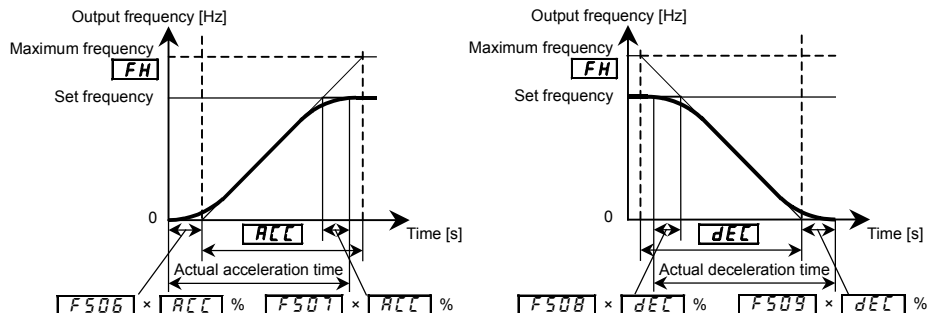 Output frequency [Hz]
Maximum frequency
FH
Set frequency
0
Time [s]
ACC
Actual acceleration time
F506 × ACC %
F507 × ACC %
Output frequency [Hz]
Maximum frequency
FH
Set frequency
0
Time [s]
dEC
Actual deceleration time
F508 × dEC %
F509 × dEC %